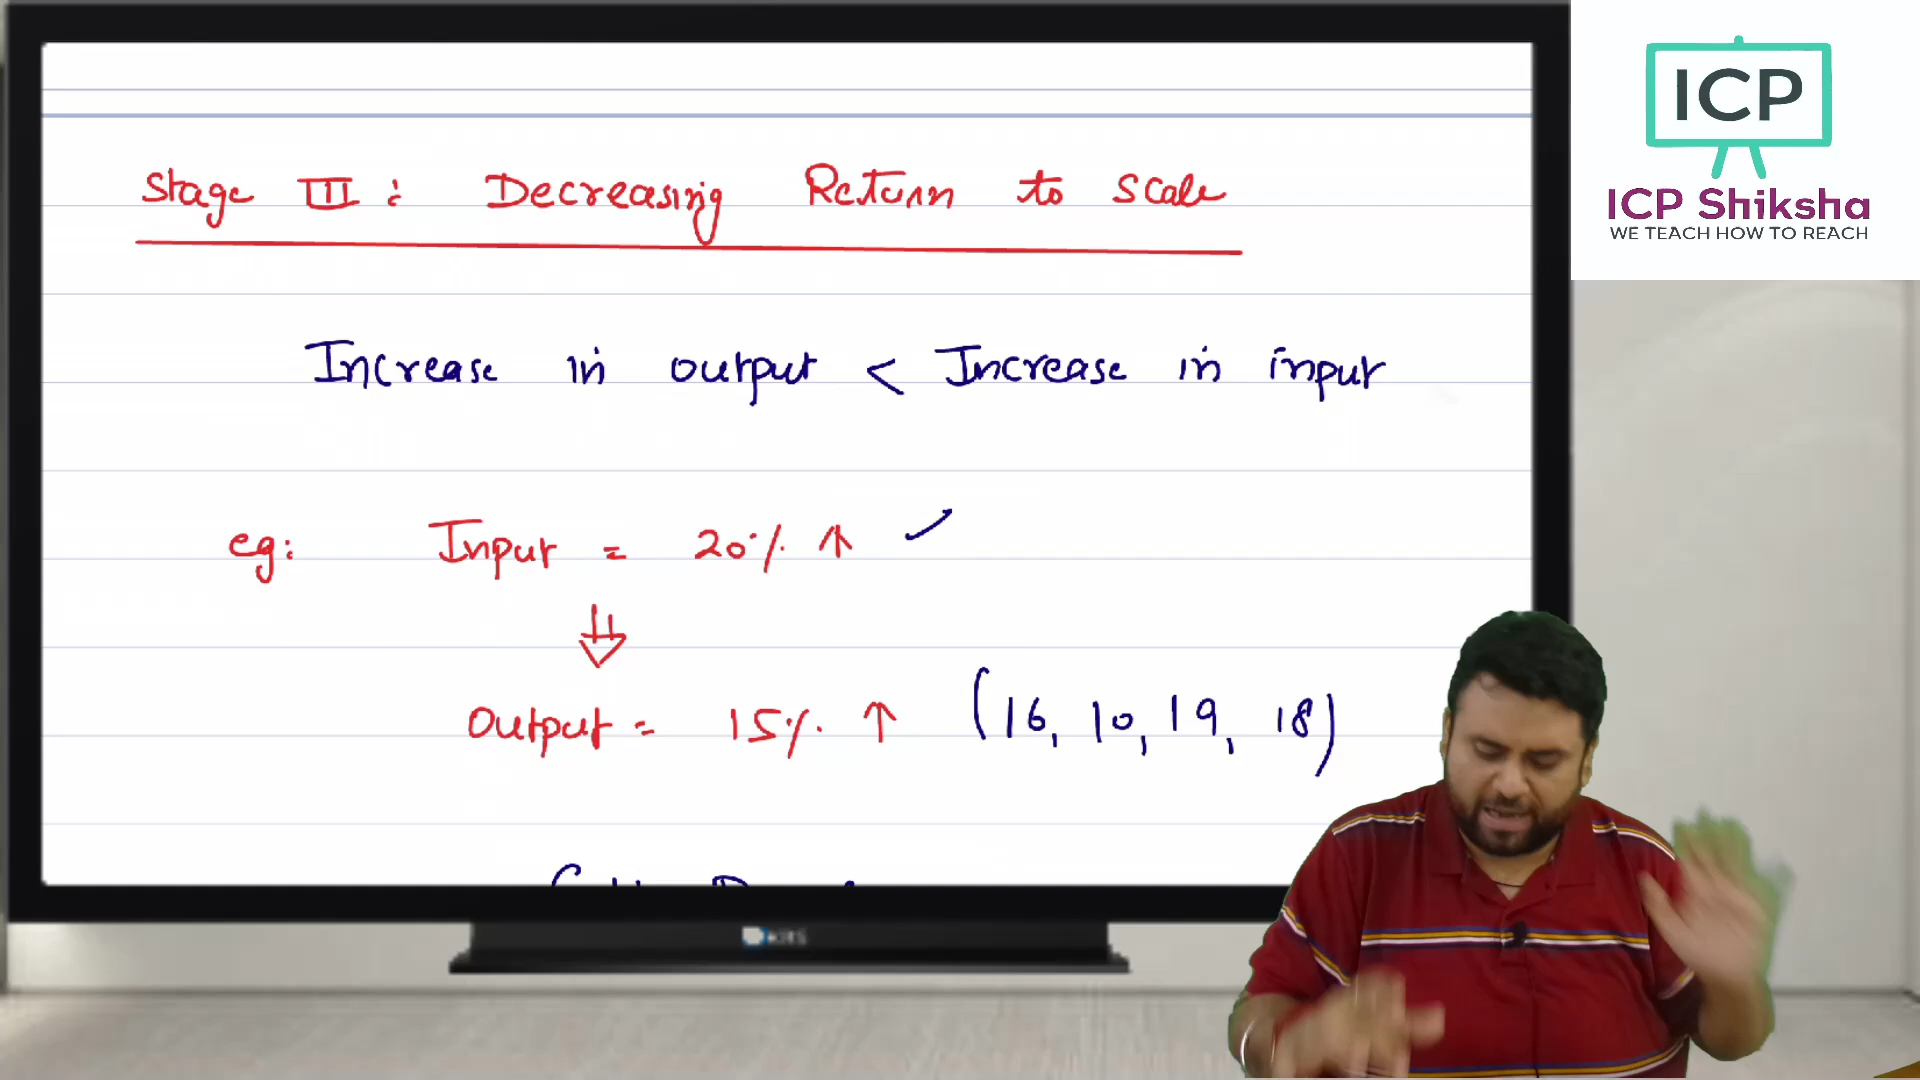 Stage III : Decreasing Return to Scale
Increase in output < Increase in input
eg: Input = 20% ↑ ✓
⇓
Output = 15% ↑ (16, 10, 19, 18)
ICP
ICP Shiksha
WE TEACH HOW TO REACH